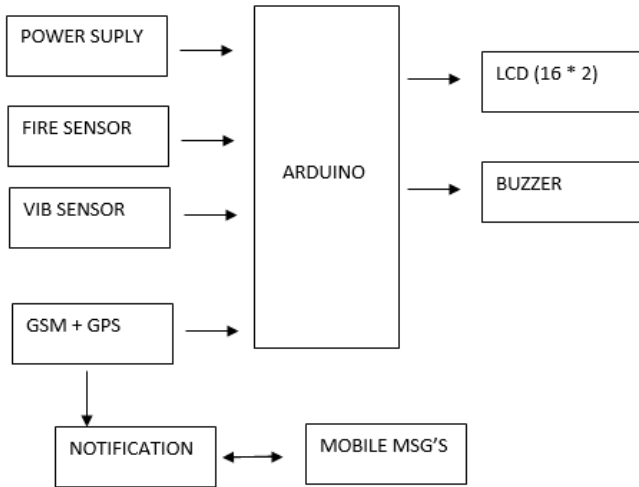 POWER SUPLY
FIRE SENSOR
VIB SENSOR
GSM + GPS
ARDUINO
LCD (16 * 2)
BUZZER
NOTIFICATION
MOBILE MSG'S